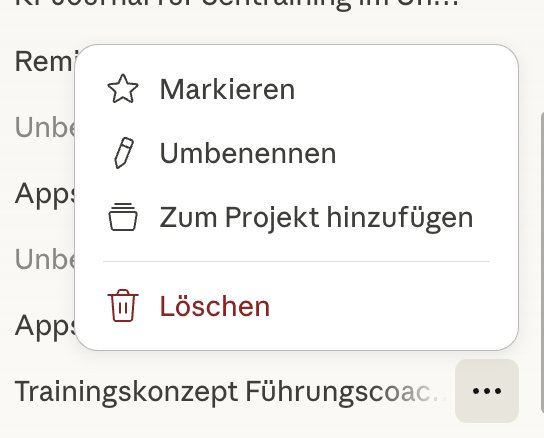 Remi
Markieren
Unbe
Umbenennen
Apps
Zum Projekt hinzufügen
Unbe
Löschen
Apps
Trainingskonzept Führungscoac...